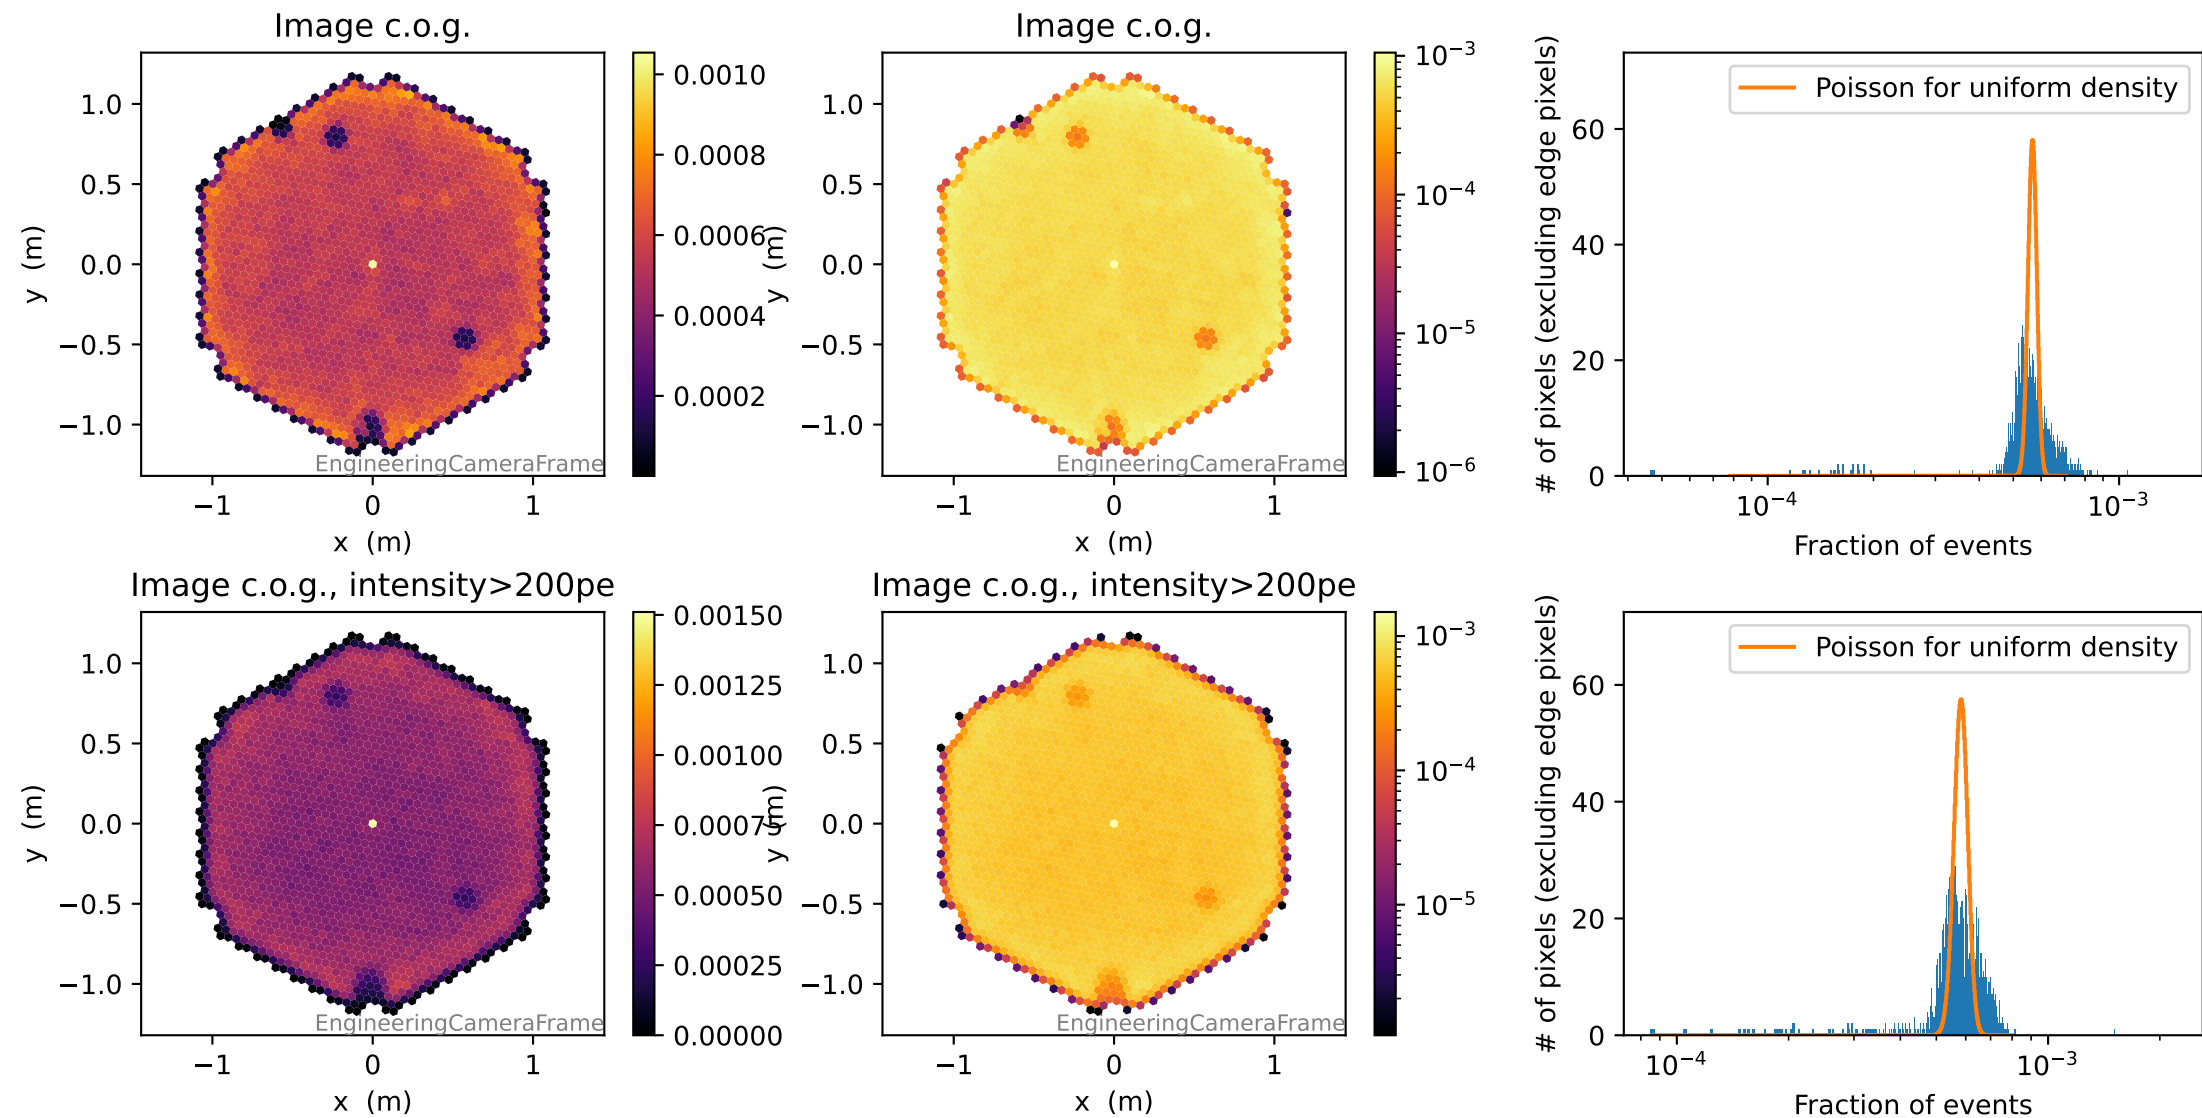 Image c.o.g.
1.0
0.5
0.0
−0.5
−1.0
y (m)
−1
0
1
x (m)
EngineeringCameraFrame
0.0010
0.0008
0.0006
0.0004
0.0002
Image c.o.g.
1.0
0.5
0.0
−0.5
−1.0
y (m)
−1
0
1
x (m)
EngineeringCameraFrame
10⁻³
10⁻⁴
10⁻⁵
10⁻⁶
Poisson for uniform density
60
40
20
0
# of pixels (excluding edge pixels)
10⁻⁴
10⁻³
Fraction of events
Image c.o.g., intensity>200pe
1.0
0.5
0.0
−0.5
−1.0
y (m)
−1
0
1
x (m)
EngineeringCameraFrame
0.00150
0.00125
0.00100
0.00075
0.00050
0.00025
0.00000
Image c.o.g., intensity>200pe
1.0
0.5
0.0
−0.5
−1.0
y (m)
−1
0
1
x (m)
EngineeringCameraFrame
10⁻³
10⁻⁴
10⁻⁵
Poisson for uniform density
60
40
20
0
# of pixels (excluding edge pixels)
10⁻⁴
10⁻³
Fraction of events